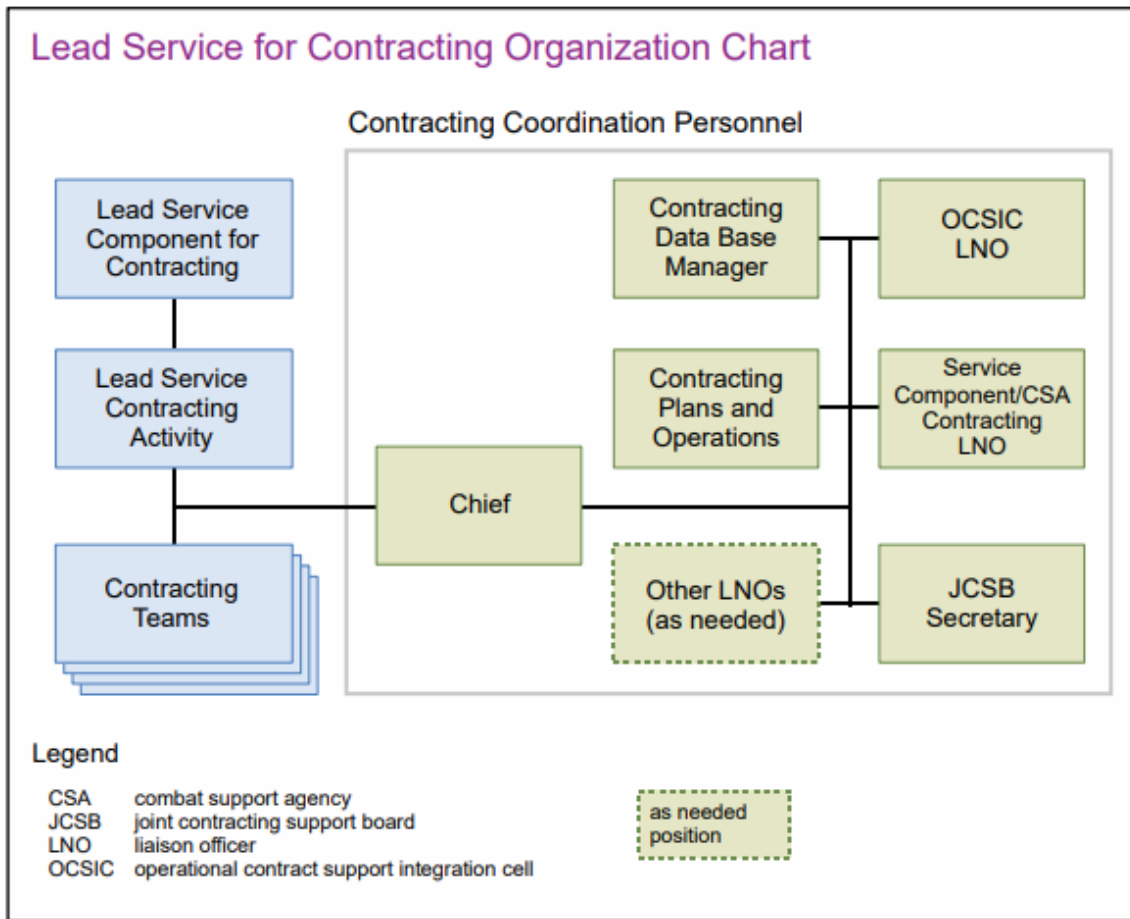 Lead Service for Contracting Organization Chart
Contracting Coordination Personnel
Lead Service
Component for
Contracting
Contracting
Data Base
Manager
OCSIC
LNO
Lead Service
Contracting
Activity
Contracting
Plans and
Operations
Service
Component/CSA
Contracting
LNO
Chief
Contracting
Teams
Other LNOs
(as needed)
JCSB
Secretary
Legend
CSA combat support agency
JCSB joint contracting support board
LNO liaison officer
OCSIC operational contract support integration cell
as needed
position